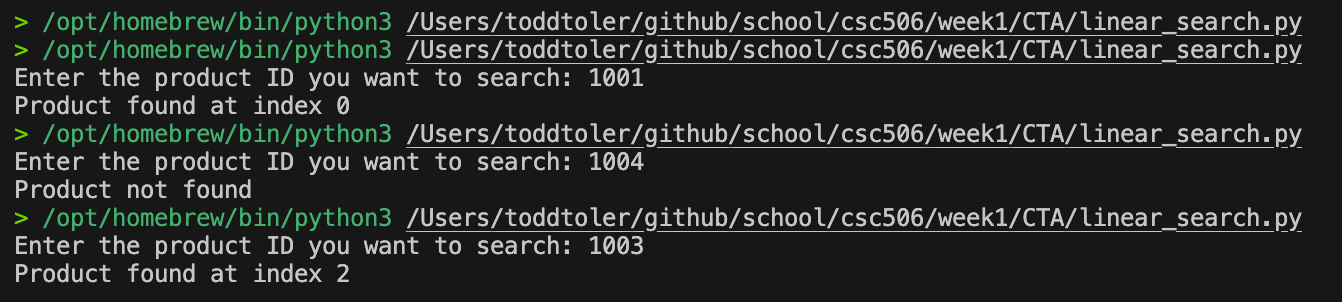 > /opt/homebrew/bin/python3 /Users/toddtoler/github/school/csc506/week1/CTA/linear_search.py
> /opt/homebrew/bin/python3 /Users/toddtoler/github/school/csc506/week1/CTA/linear_search.py
Enter the product ID you want to search: 1001
Product found at index 0
> /opt/homebrew/bin/python3 /Users/toddtoler/github/school/csc506/week1/CTA/linear_search.py
Enter the product ID you want to search: 1004
Product not found
> /opt/homebrew/bin/python3 /Users/toddtoler/github/school/csc506/week1/CTA/linear_search.py
Enter the product ID you want to search: 1003
Product found at index 2